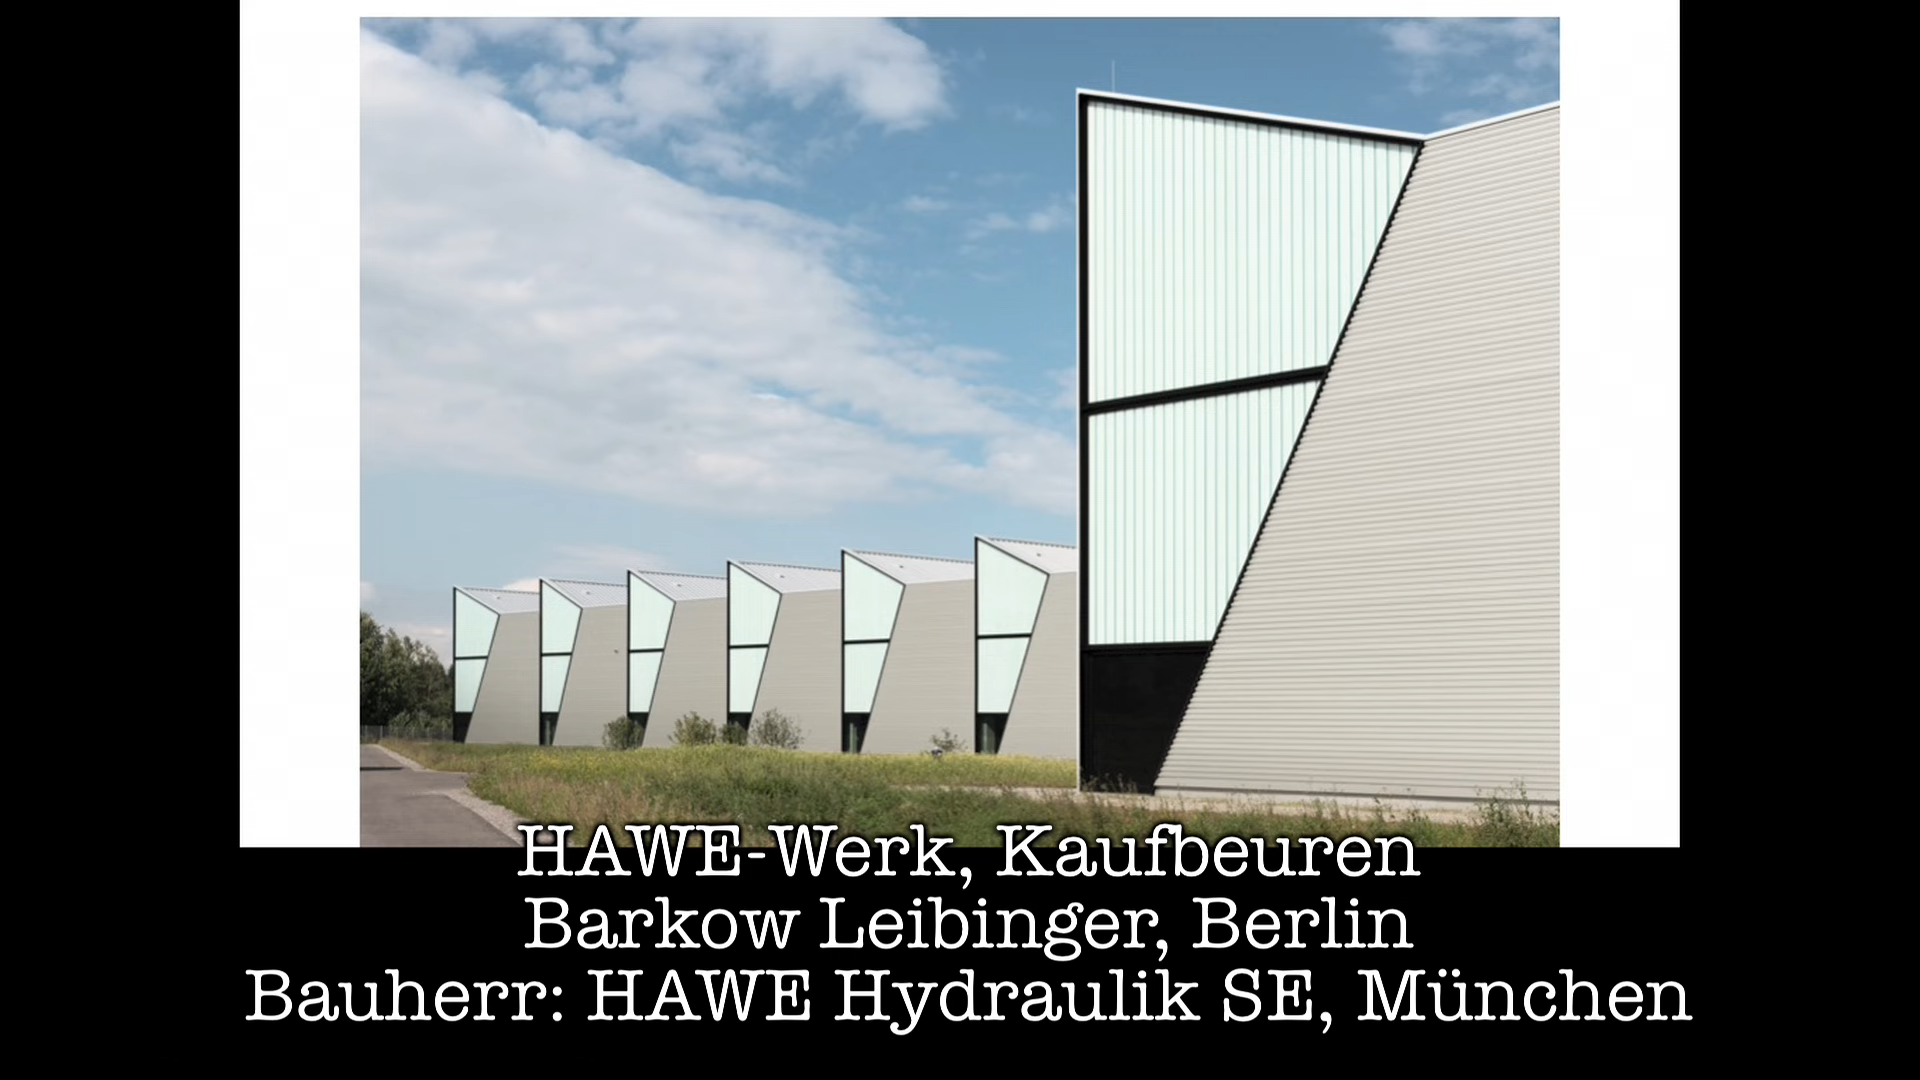 HAWE-Werk, Kaufbeuren
Barkow Leibinger, Berlin
Bauherr: HAWE Hydraulik SE, München